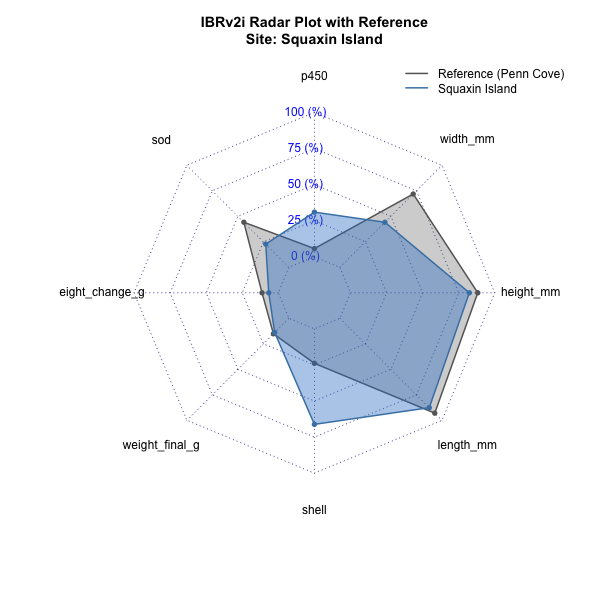 IBRv2i Radar Plot with Reference
Site: Squaxin Island
p450
Reference (Penn Cove)
Squaxin Island
100 (%)
sod
width_mm
75 (%)
50 (%)
25 (%)
0 (%)
eight_change_g
height_mm
weight_final_g
length_mm
shell